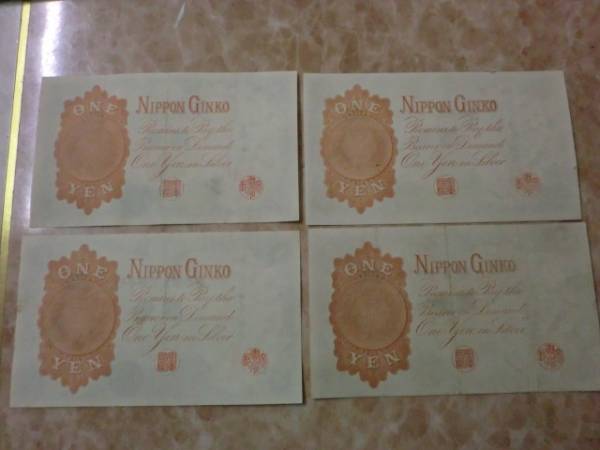 ONE
YEN
NIPPON GINKO
Promises to Pay the
Bearer on Demand
One Yen in Silver
ONE
YEN
NIPPON GINKO
Promises to Pay the
Bearer on Demand
One Yen in Silver
ONE
YEN
NIPPON GINKO
Promises to Pay the
Bearer on Demand
One Yen in Silver
ONE
YEN
NIPPON GINKO
Promises to Pay the
Bearer on Demand
One Yen in Silver